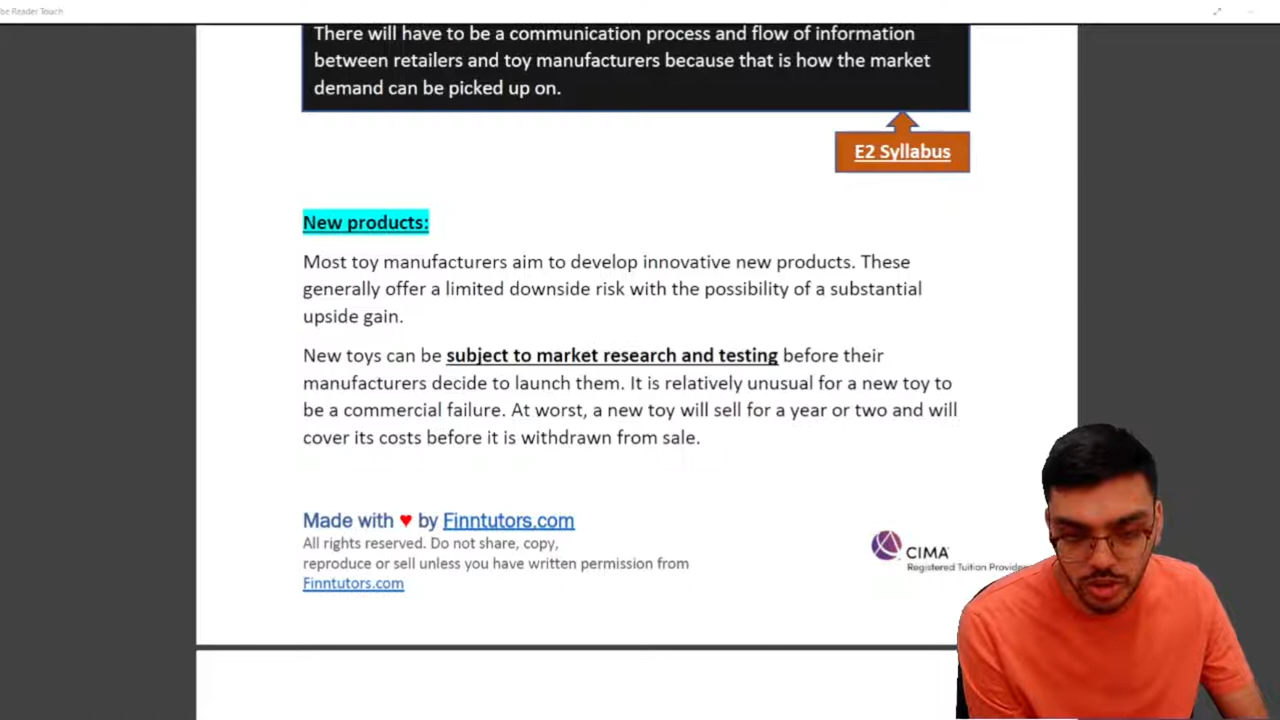 be Reader Touch
There will have to be a communication process and flow of information
between retailers and toy manufacturers because that is how the market
demand can be picked up on.
E2 Syllabus
New products:
Most toy manufacturers aim to develop innovative new products. These
generally offer a limited downside risk with the possibility of a substantial
upside gain.
New toys can be subject to market research and testing before their
manufacturers decide to launch them. It is relatively unusual for a new toy to
be a commercial failure. At worst, a new toy will sell for a year or two and will
cover its costs before it is withdrawn from sale.
Made with ♥ by Finntutors.com
All rights reserved. Do not share, copy,
reproduce or sell unless you have written permission from
Finntutors.com
CIMA
Registered Tuition Provide